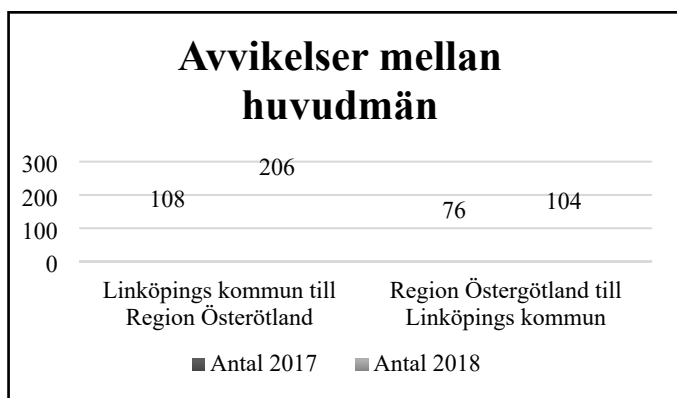 Avvikelser mellan
huvudmän
300
200
100
0
108
206
76
104
Linköpings kommun till
Region Österötland
Region Östergötland till
Linköpings kommun
Antal 2017
Antal 2018